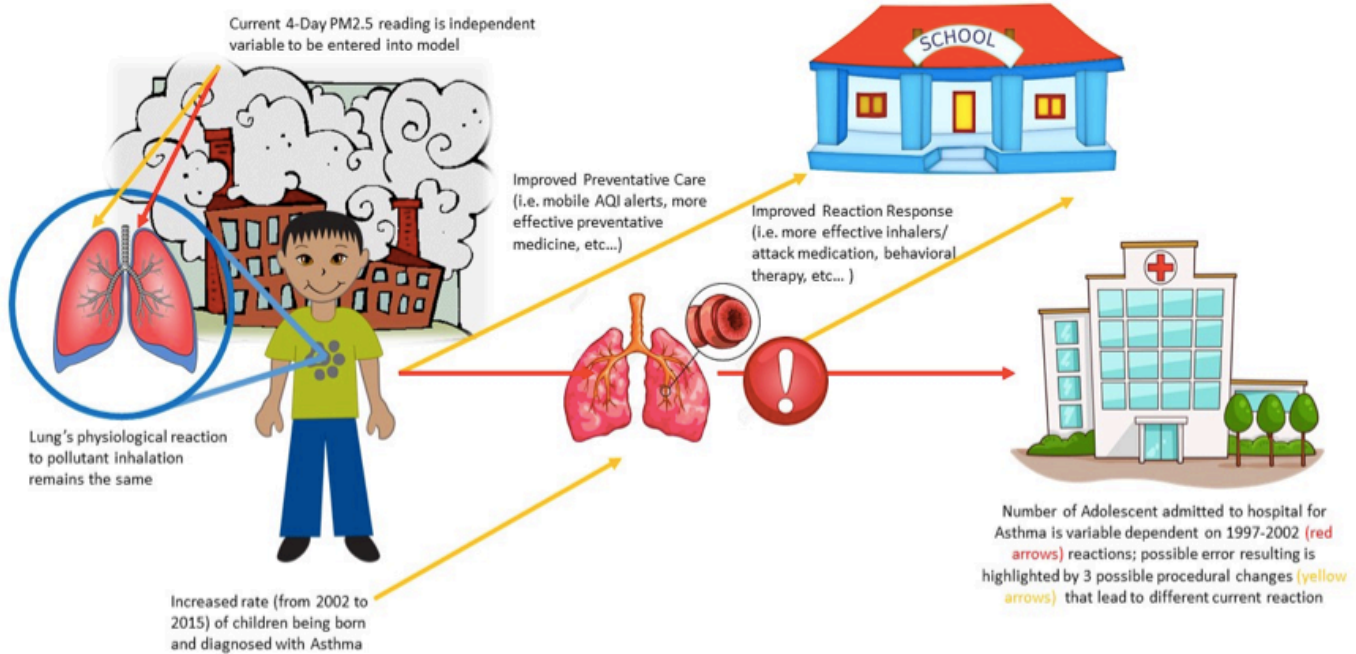 Current 4-Day PM2.5 reading is independent
variable to be entered into model
SCHOOL
Improved Preventative Care
(i.e. mobile AQI alerts, more
effective preventative
medicine, etc...)
Improved Reaction Response
(i.e. more effective inhalers/
attack medication, behavioral
therapy, etc... )
!
Lung's physiological reaction
to pollutant inhalation
remains the same
Number of Adolescent admitted to hospital for
Asthma is variable dependent on 1997-2002 (red
arrows) reactions; possible error resulting is
highlighted by 3 possible procedural changes (yellow
arrows) that lead to different current reaction
Increased rate (from 2002 to
2015) of children being born
and diagnosed with Asthma